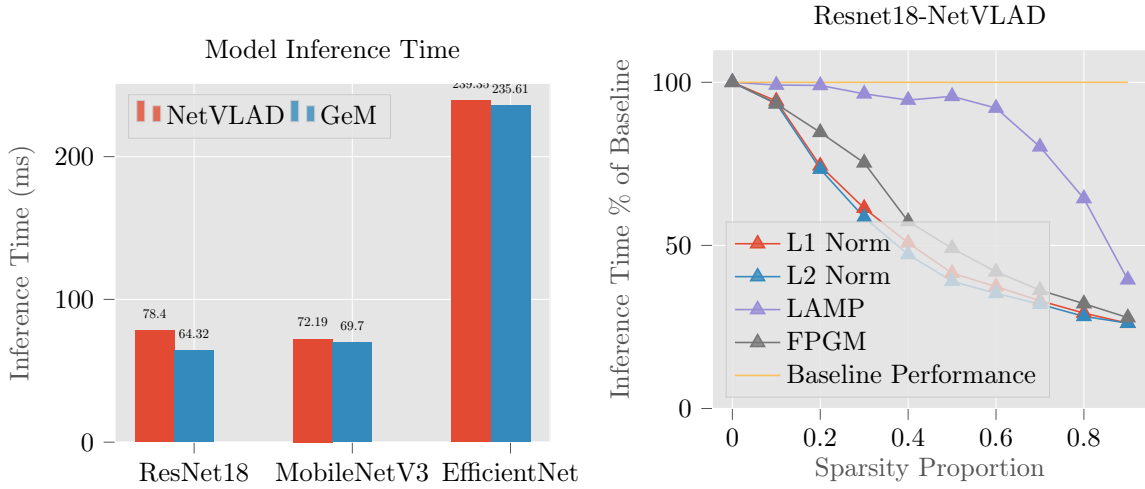 Model Inference Time
Inference Time (ms)
200
100
0
NetVLAD
GeM
78.4
64.32
72.19
69.7
239.35
235.61
ResNet18
MobileNetV3
EfficientNet
Resnet18-NetVLAD
Inference Time % of Baseline
100
50
0
L1 Norm
L2 Norm
LAMP
FPGM
Baseline Performance
0
0.2
0.4
0.6
0.8
Sparsity Proportion